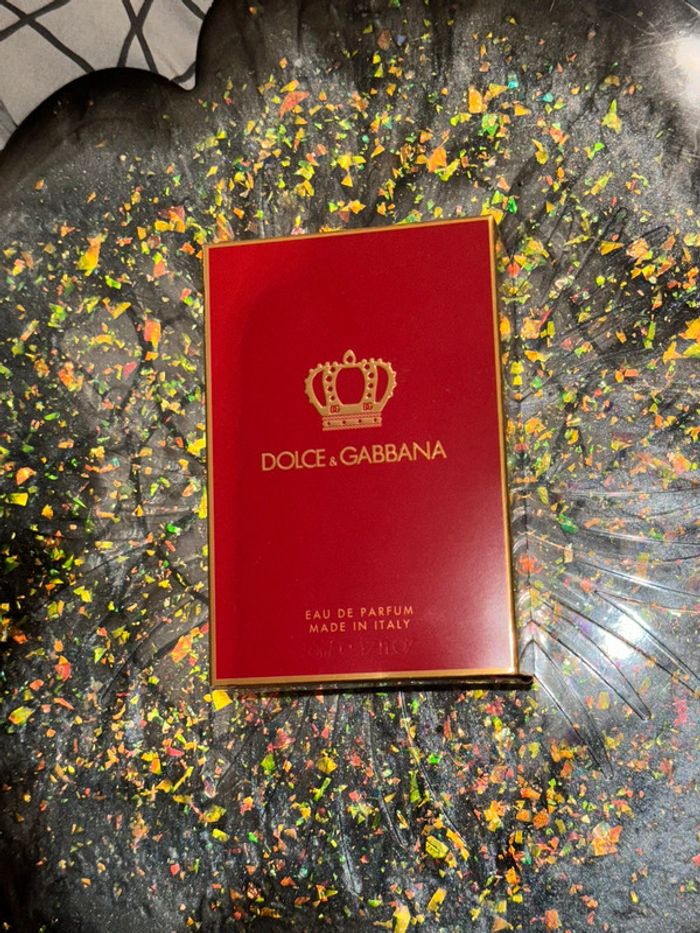 DOLCE & GABBANA
EAU DE PARFUM
MADE IN ITALY